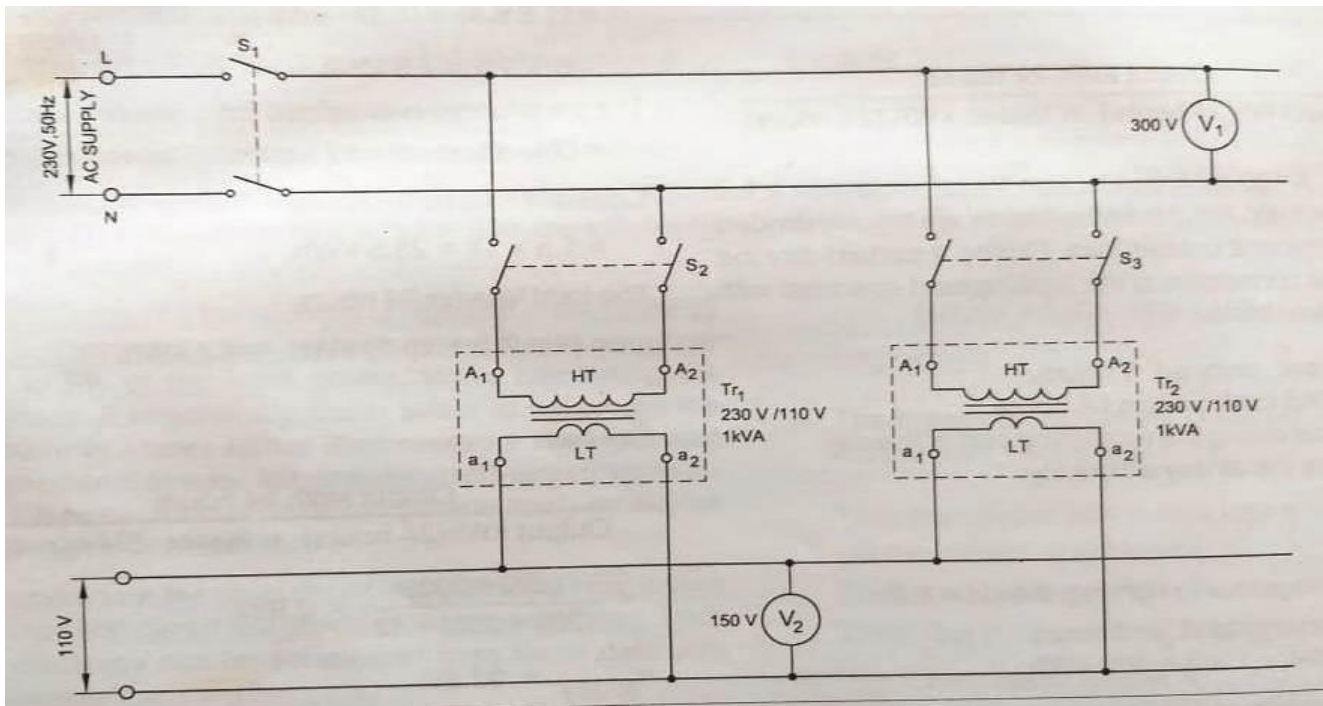 L
S1
230V,50Hz
AC SUPPLY
N
300 V
V1
S2
S3
A1
HT
A2
Tr1
230 V /110 V
1kVA
a1
LT
a2
A1
HT
A2
Tr2
230 V /110 V
1kVA
a1
LT
a2
110 V
150 V
V2